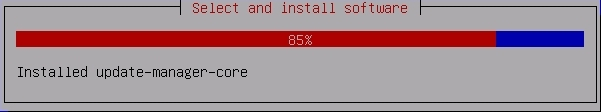 Select and install software
85%
Installed update-manager-core